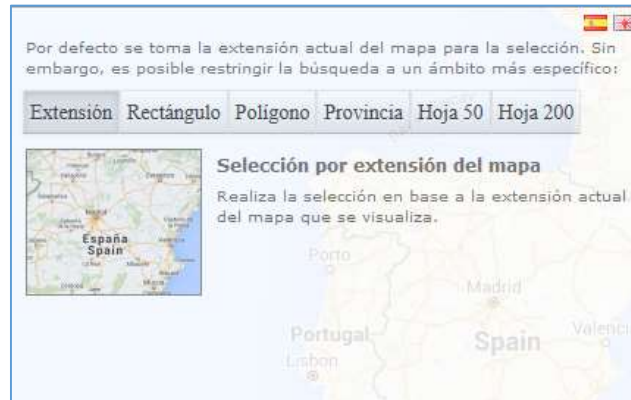 Por defecto se toma la extensión actual del mapa para la selección. Sin
embargo, es posible restringir la búsqueda a un ámbito más específico:
Extensión Rectángulo Polígono Provincia Hoja 50 Hoja 200
Selección por extensión del mapa
Realiza la selección en base a la extensión actual
del mapa que se visualiza.
Madrid
España
Spain
Porto
Madrid
Portugal
Spain
Lisbon